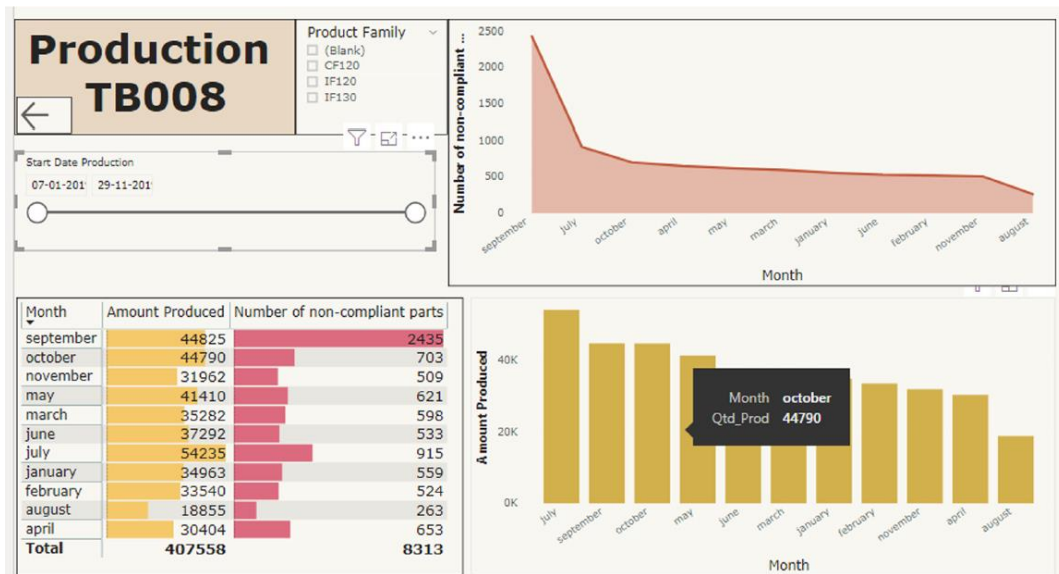 Production
TB008
Product Family
(Blank)
CF120
IF120
IF130
Start Date Production
07-01-201
29-11-201
Number of non-compliant ...
2500
2000
1500
1000
500
0
september
july
october
april
may
march
january
june
february
november
august
Month
Month Amount Produced Number of non-compliant parts
september 44825 2435
october 44790 703
november 31962 509
may 41410 621
march 35282 598
june 37292 533
july 54235 915
january 34963 559
february 33540 524
august 18855 263
april 30404 653
Total 407558 8313
Amount Produced
40K
20K
0K
Month october
Qtd_Prod 44790
july
september
october
may
june
march
january
february
november
april
august
Month